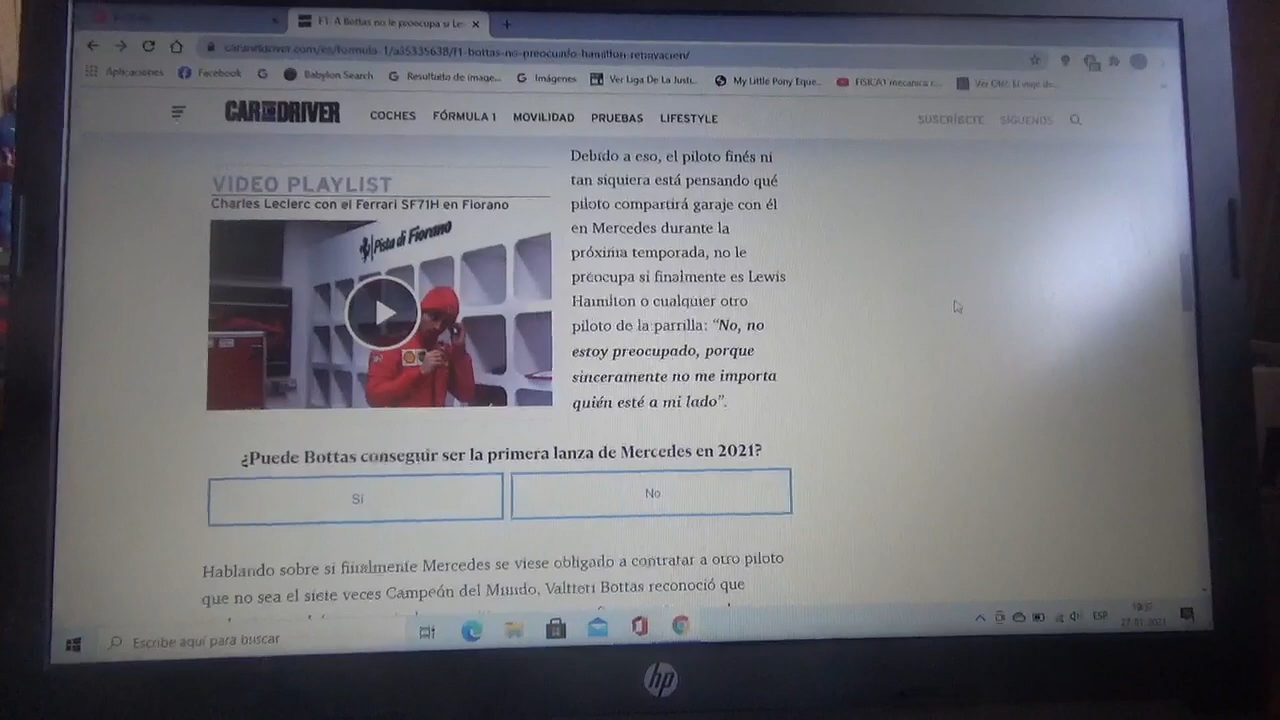 F1: A Bottas no le preocupa si Le
caranddriver.com/es/formula-1/a35335638/f1-bottas-no-preocupado-hamilton-renovacion/
Aplicaciones
Facebook
G
Babylon Search
Resultado de image...
Imágenes
Ver Liga De La Justi...
My Little Pony Eque...
FISICA1 mecanica c...
CAR AND DRIVER
COCHES FÓRMULA 1 MOVILIDAD PRUEBAS LIFESTYLE
SUSCRÍBETE SÍGUENOS
VIDEO PLAYLIST
Charles Leclerc con el Ferrari SF71H en Fiorano
Pista di Fiorano
Debido a eso, el piloto finés ni
tan siquiera está pensando qué
piloto compartirá garaje con él
en Mercedes durante la
próxima temporada, no le
preocupa si finalmente es Lewis
Hamilton o cualquier otro
piloto de la parrilla: “No, no
estoy preocupado, porque
sinceramente no me importa
quién esté a mi lado”.
¿Puede Bottas conseguir ser la primera lanza de Mercedes en 2021?
Sí
No
Hablando sobre si finalmente Mercedes se viese obligado a contratar a otro piloto
que no sea el siete veces Campeón del Mundo, Valtteri Bottas reconoció que
Escribe aquí para buscar
ESP
hp